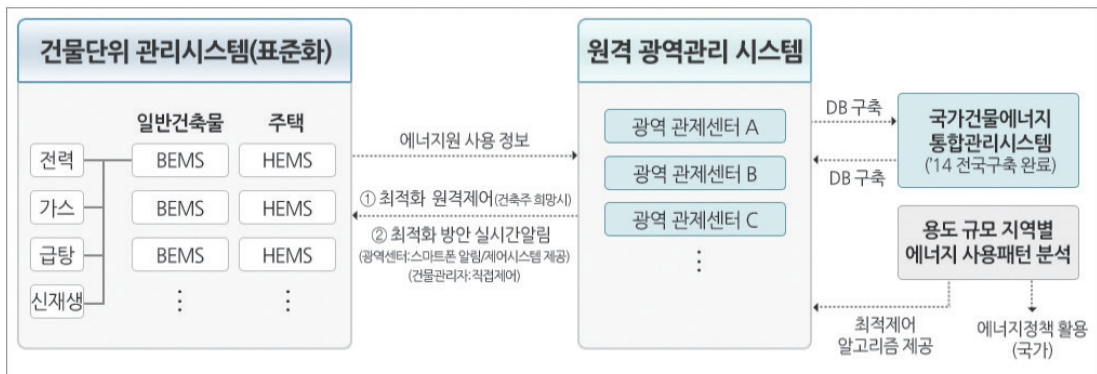 건물단위 관리시스템(표준화)
일반건축물 주택
전력 BEMS HEMS
가스 BEMS HEMS
급탕 BEMS HEMS
신재생 ⋮ ⋮
에너지원 사용 정보
① 최적화 원격제어(건축주 희망시)
② 최적화 방안 실시간알림
(광역센터:스마트폰 알림/제어시스템 제공)
(건물관리자:직접제어)
원격 광역관리 시스템
광역 관제센터 A
광역 관제센터 B
광역 관제센터 C
⋮
DB 구축
DB 구축
국가건물에너지
통합관리시스템
('14 전국구축 완료)
용도 규모 지역별
에너지 사용패턴 분석
최적제어
알고리즘 제공
에너지정책 활용
(국가)